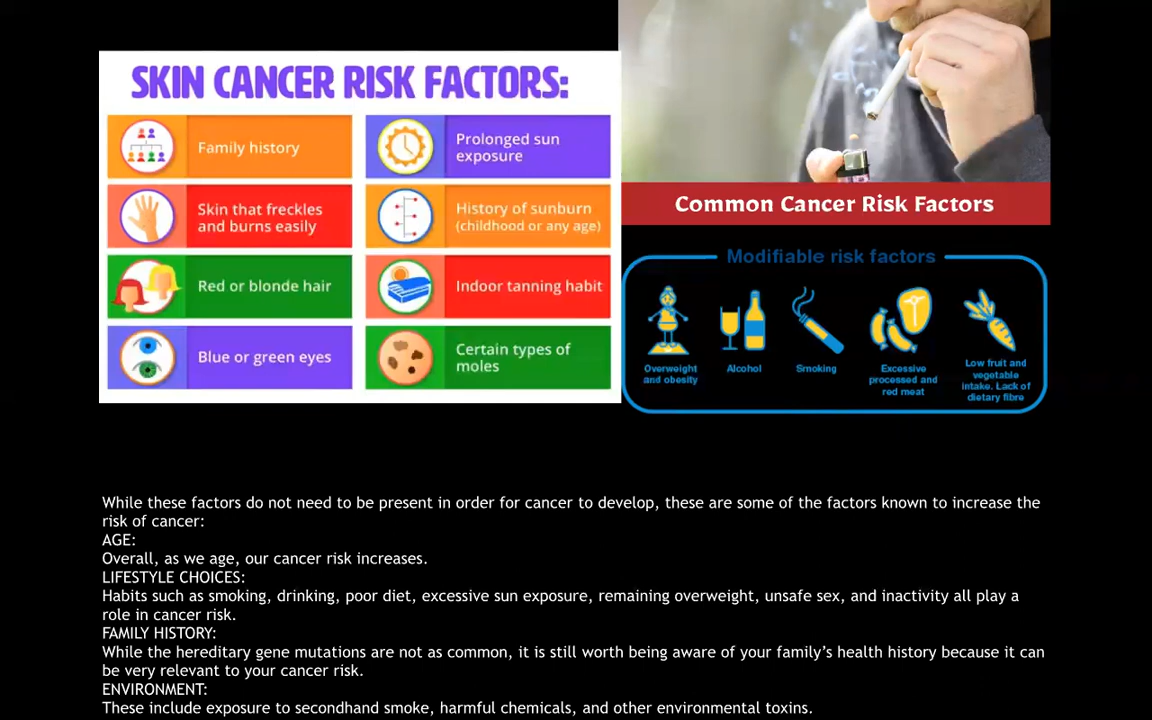 SKIN CANCER RISK FACTORS:
Family history
Prolonged sun
exposure
Skin that freckles
and burns easily
History of sunburn
(childhood or any age)
Red or blonde hair
Indoor tanning habit
Blue or green eyes
Certain types of
moles
Common Cancer Risk Factors
Modifiable risk factors
Overweight
and obesity
Alcohol
Smoking
Excessive
processed and
red meat
Low fruit and
vegetable
intake. Lack of
dietary fibre
While these factors do not need to be present in order for cancer to develop, these are some of the factors known to increase the
risk of cancer:
AGE:
Overall, as we age, our cancer risk increases.
LIFESTYLE CHOICES:
Habits such as smoking, drinking, poor diet, excessive sun exposure, remaining overweight, unsafe sex, and inactivity all play a
role in cancer risk.
FAMILY HISTORY:
While the hereditary gene mutations are not as common, it is still worth being aware of your family’s health history because it can
be very relevant to your cancer risk.
ENVIRONMENT:
These include exposure to secondhand smoke, harmful chemicals, and other environmental toxins.